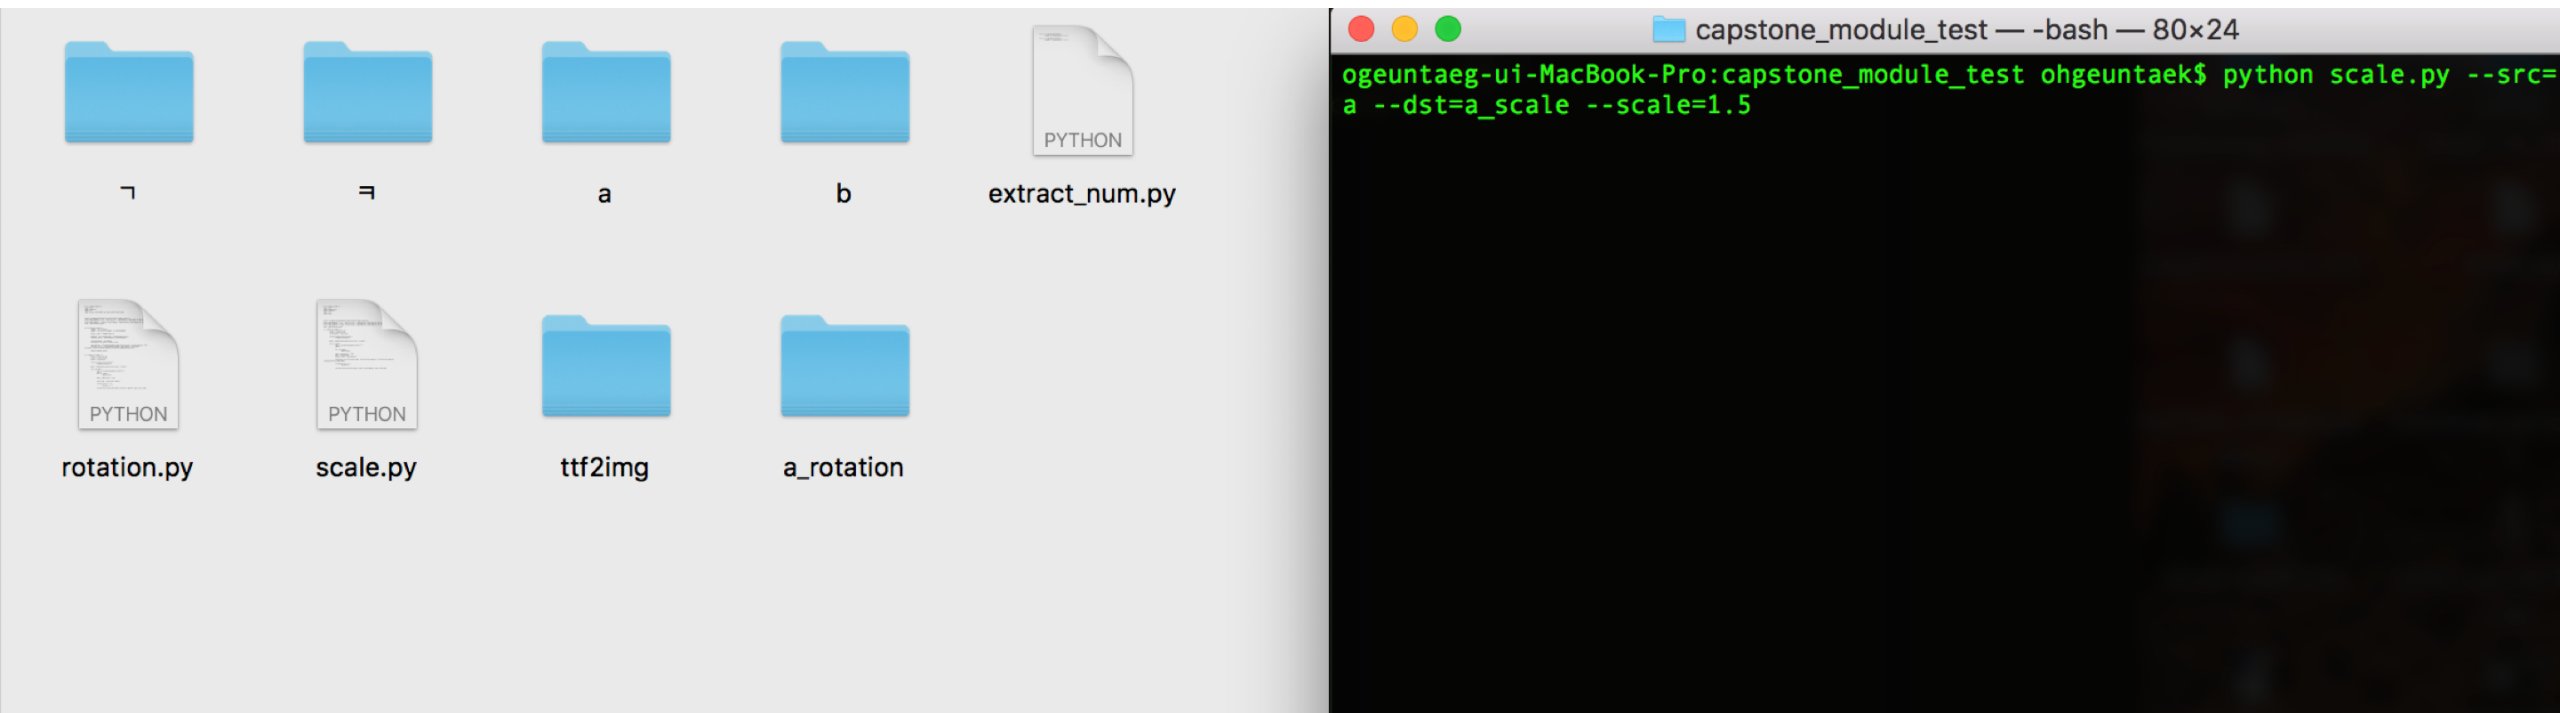 ㄱ ㅋ a b extract_num.py
PYTHON
rotation.py scale.py ttf2img a_rotation
PYTHON PYTHON
capstone_module_test — -bash — 80×24
ogeuntaeg-ui-MacBook-Pro:capstone_module_test ohgeuntaek$ python scale.py --src=
a --dst=a_scale --scale=1.5